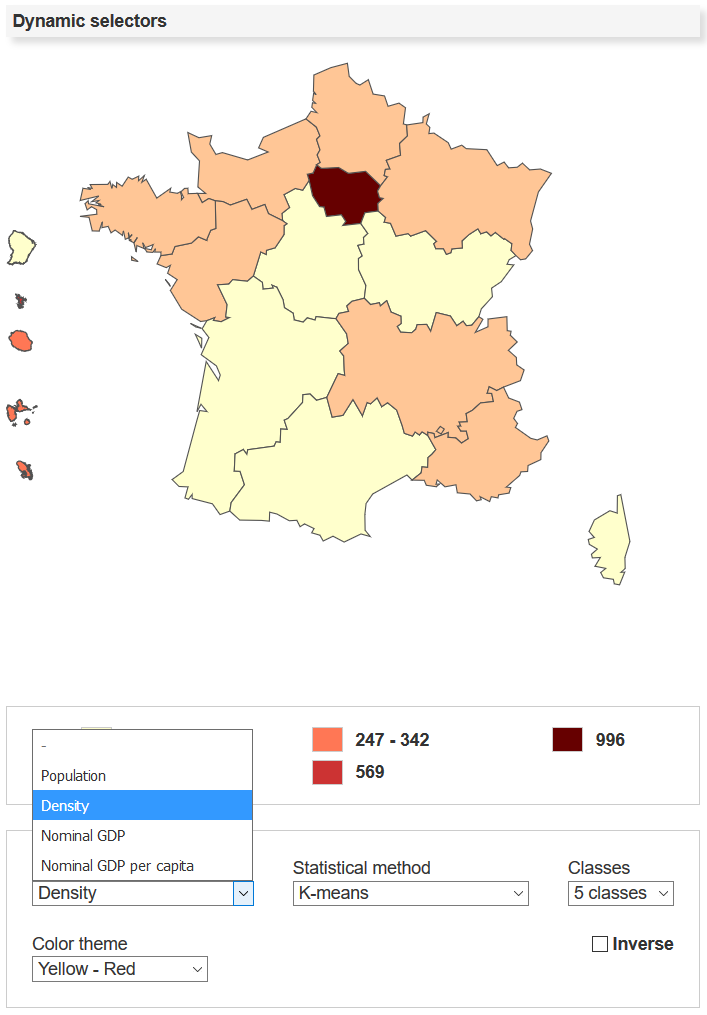 Dynamic selectors
247 - 342
996
569
-
Population
Density
Nominal GDP
Nominal GDP per capita
Statistical method
Classes
Density
K-means
5 classes
Color theme
Inverse
Yellow - Red